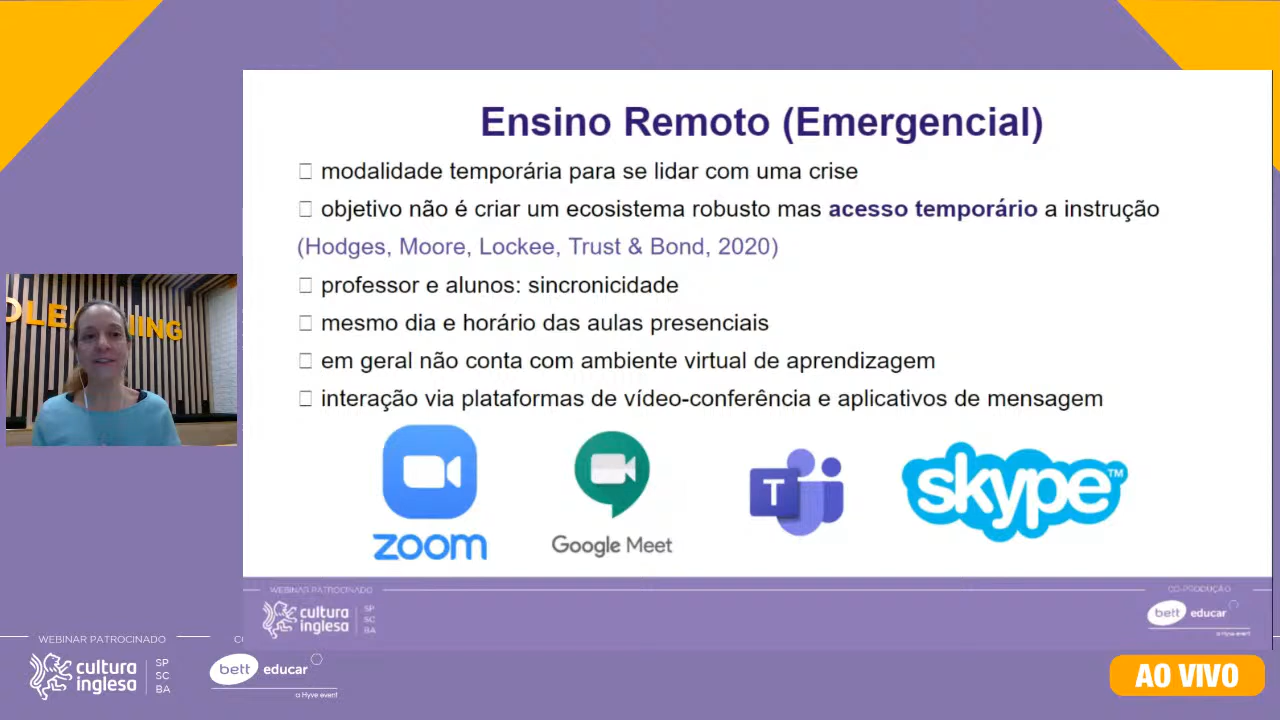 Ensino Remoto (Emergencial)
modalidade temporária para se lidar com uma crise
objetivo não é criar um ecosistema robusto mas acesso temporário a instrução
(Hodges, Moore, Lockee, Trust & Bond, 2020)
professor e alunos: sincronicidade
mesmo dia e horário das aulas presenciais
em geral não conta com ambiente virtual de aprendizagem
interação via plataformas de vídeo-conferência e aplicativos de mensagem
zoom
Google Meet
T
skype™
WEBINAR PATROCINADO
CO-PRODUÇÃO
cultura inglesa
SP
SC
BA
bett educar
a Hyve event
WEBINAR PATROCINADO
cultura inglesa
SP
SC
BA
bett educar
a Hyve event
AO VIVO